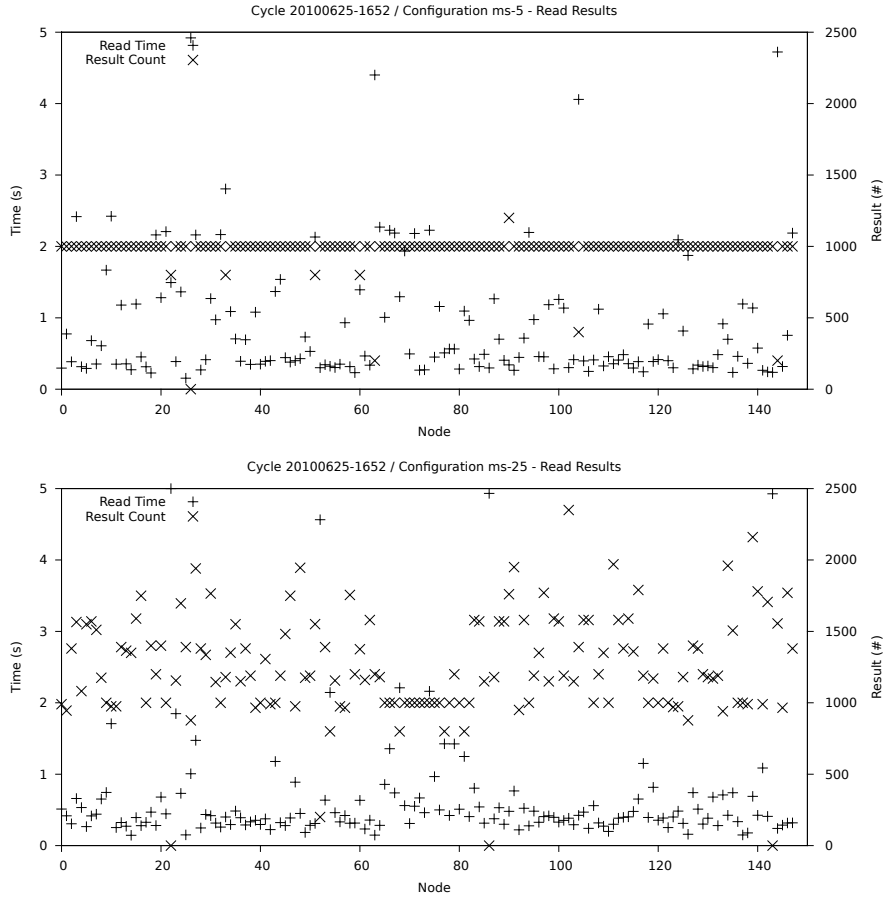 Cycle 20100625-1652 / Configuration ms-5 - Read Results
5 2500
Read Time
Result Count
4 2000
3 1500
Time (s) Result (#)
2 1000
1 500
0 0
0 20 40 60 80 100 120 140
Node
Cycle 20100625-1652 / Configuration ms-25 - Read Results
5 2500
Read Time
Result Count
4 2000
3 1500
Time (s) Result (#)
2 1000
1 500
0 0
0 20 40 60 80 100 120 140
Node